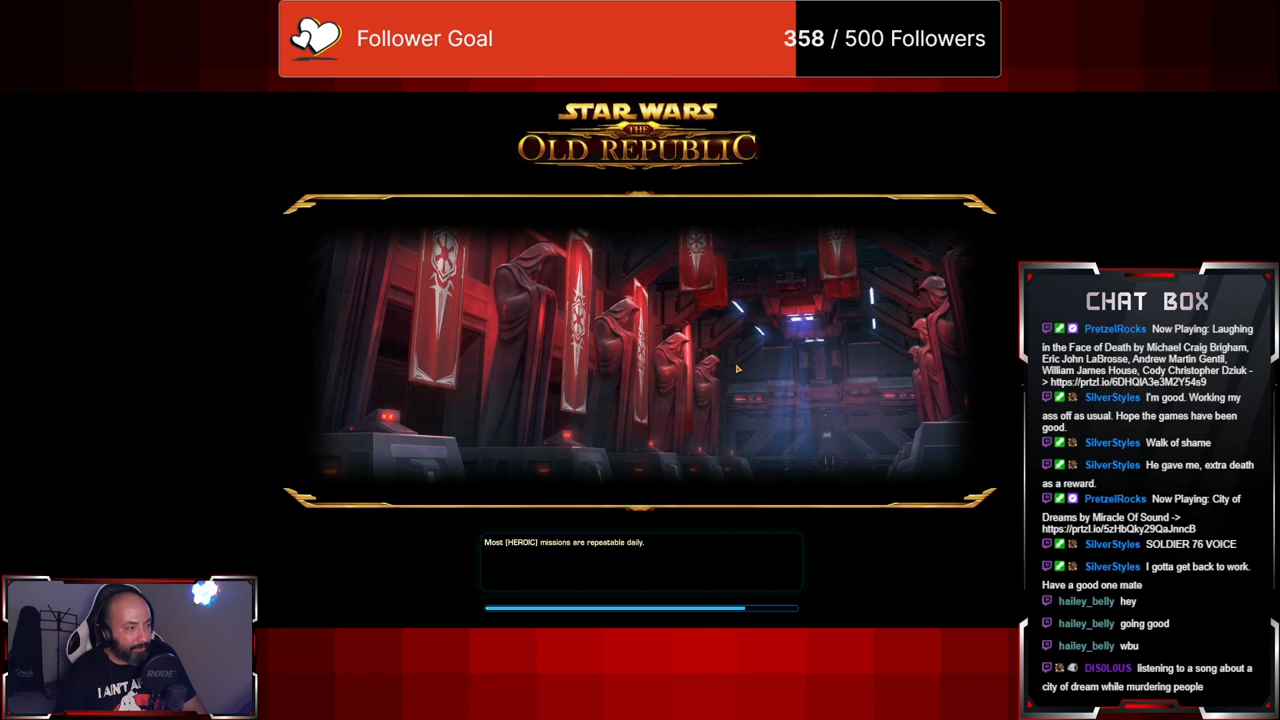 Follower Goal
358 / 500 Followers
STAR WARS
THE
OLD REPUBLIC
Most [HEROIC] missions are repeatable daily.
CHAT BOX
PretzelRocks Now Playing: Laughing
in the Face of Death by Michael Craig Brigham,
Eric John LaBrosse, Andrew Martin Gentil,
William James House, Cody Christopher Dziuk -
> https://prtzl.io/6DHQIA3e3M2Y54s9
SilverStyles I'm good. Working my
ass off as usual. Hope the games have been
good.
SilverStyles Walk of shame
SilverStyles He gave me, extra death
as a reward.
PretzelRocks Now Playing: City of
Dreams by Miracle Of Sound ->
https://prtzl.io/5zHbQky29QaJnncB
SilverStyles SOLDIER 76 VOICE
SilverStyles I gotta get back to work.
Have a good one mate
hailey_belly hey
hailey_belly going good
hailey_belly wbu
DIS0L0US listening to a song about a
city of dream while murdering people
RØDE
I AIN'T